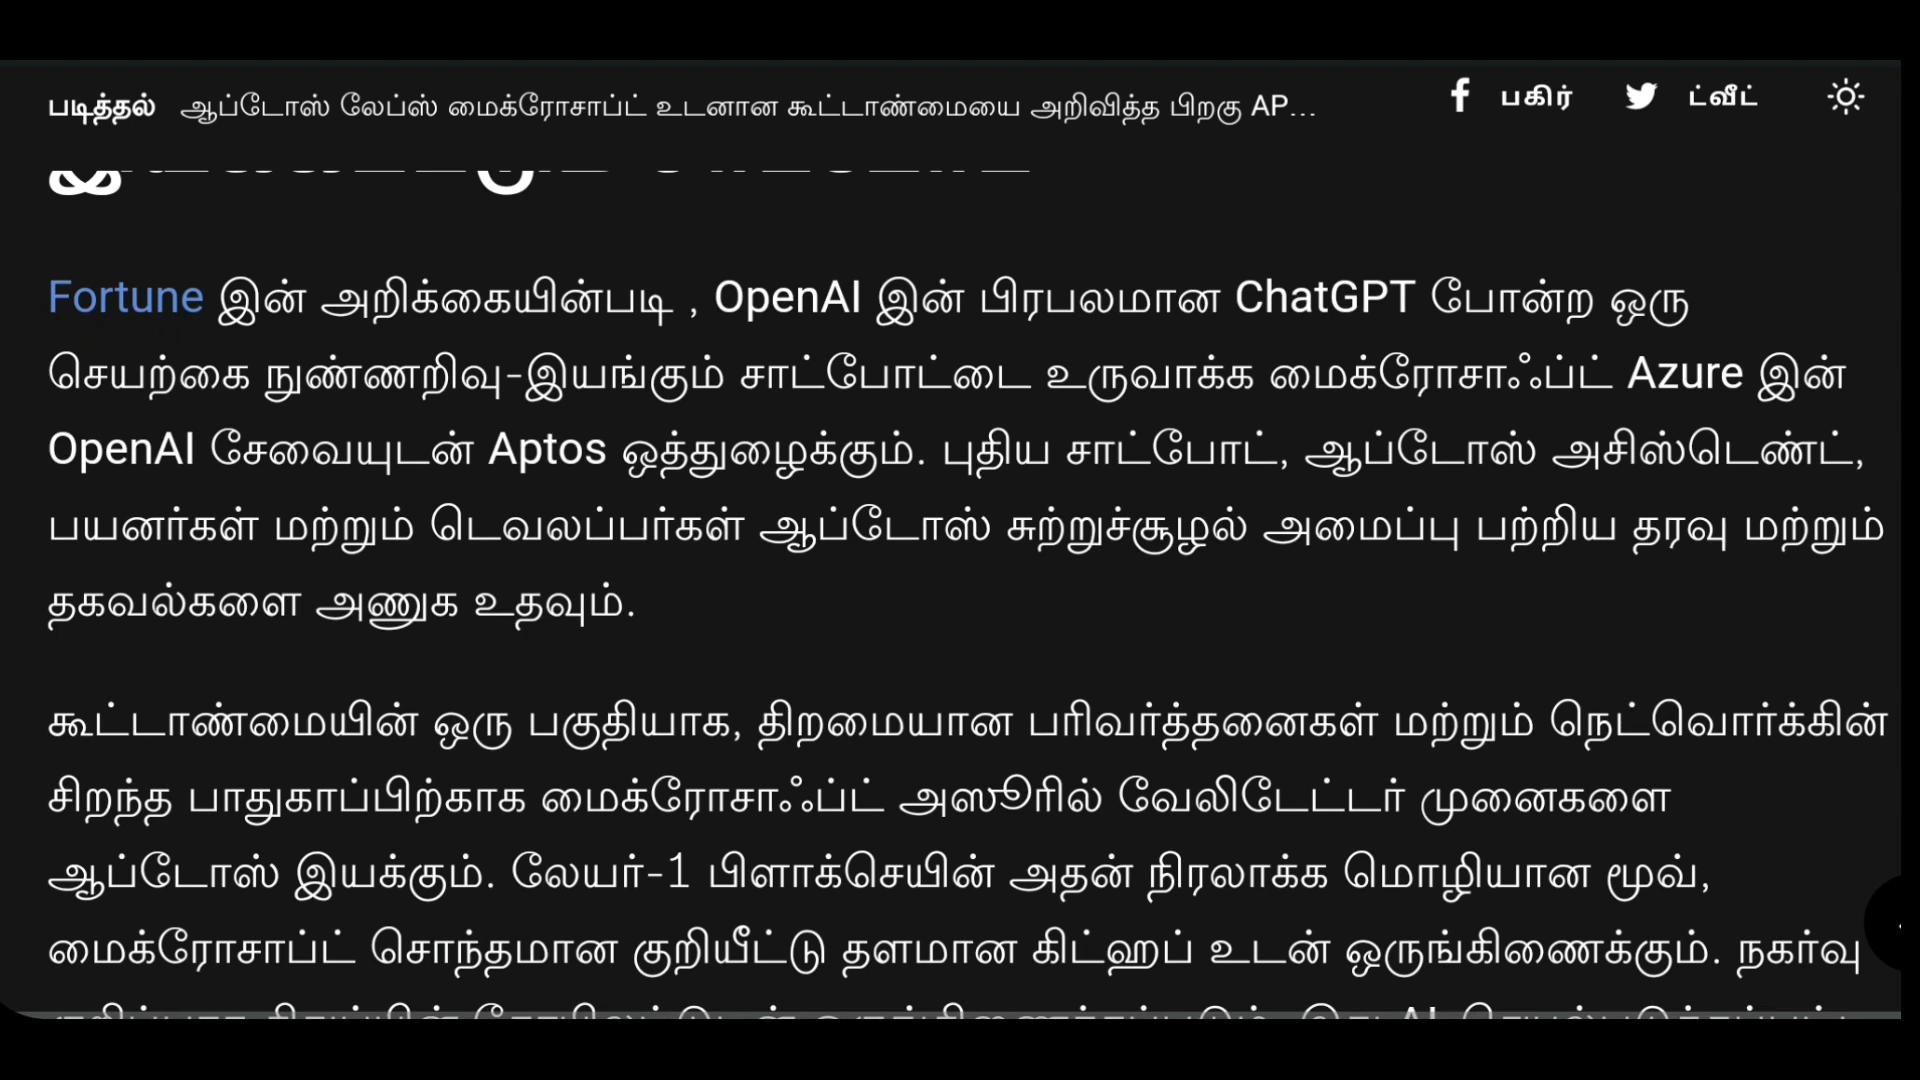 படித்தல் ஆப்டோஸ் லேப்ஸ் மைக்ரோசாப்ட் உடனான கூட்டாண்மையை அறிவித்த பிறகு AP...
பகிர் ட்வீட்
Fortune இன் அறிக்கையின்படி , OpenAI இன் பிரபலமான ChatGPT போன்ற ஒரு
செயற்கை நுண்ணறிவு-இயங்கும் சாட்போட்டை உருவாக்க மைக்ரோசாஃப்ட் Azure இன்
OpenAI சேவையுடன் Aptos ஒத்துழைக்கும். புதிய சாட்போட், ஆப்டோஸ் அசிஸ்டெண்ட்,
பயனர்கள் மற்றும் டெவலப்பர்கள் ஆப்டோஸ் சுற்றுச்சூழல் அமைப்பு பற்றிய தரவு மற்றும்
தகவல்களை அணுக உதவும்.
கூட்டாண்மையின் ஒரு பகுதியாக, திறமையான பரிவர்த்தனைகள் மற்றும் நெட்வொர்க்கின்
சிறந்த பாதுகாப்பிற்காக மைக்ரோசாஃப்ட் அஸூரில் வேலிடேட்டர் முனைகளை
ஆப்டோஸ் இயக்கும். லேயர்-1 பிளாக்செயின் அதன் நிரலாக்க மொழியான மூவ்,
மைக்ரோசாப்ட் சொந்தமான குறியீட்டு தளமான கிட்ஹப் உடன் ஒருங்கிணைக்கும். நகர்வு